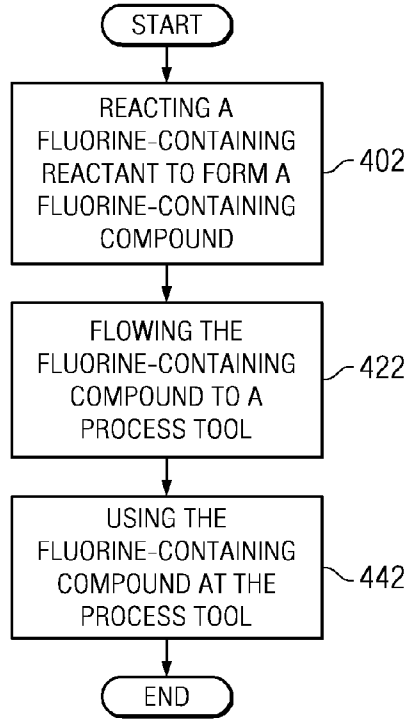 START
REACTING A
FLUORINE-CONTAINING
REACTANT TO FORM A
FLUORINE-CONTAINING
COMPOUND
402
FLOWING THE
FLUORINE-CONTAINING
COMPOUND TO A
PROCESS TOOL
422
USING THE
FLUORINE-CONTAINING
COMPOUND AT THE
PROCESS TOOL
442
END